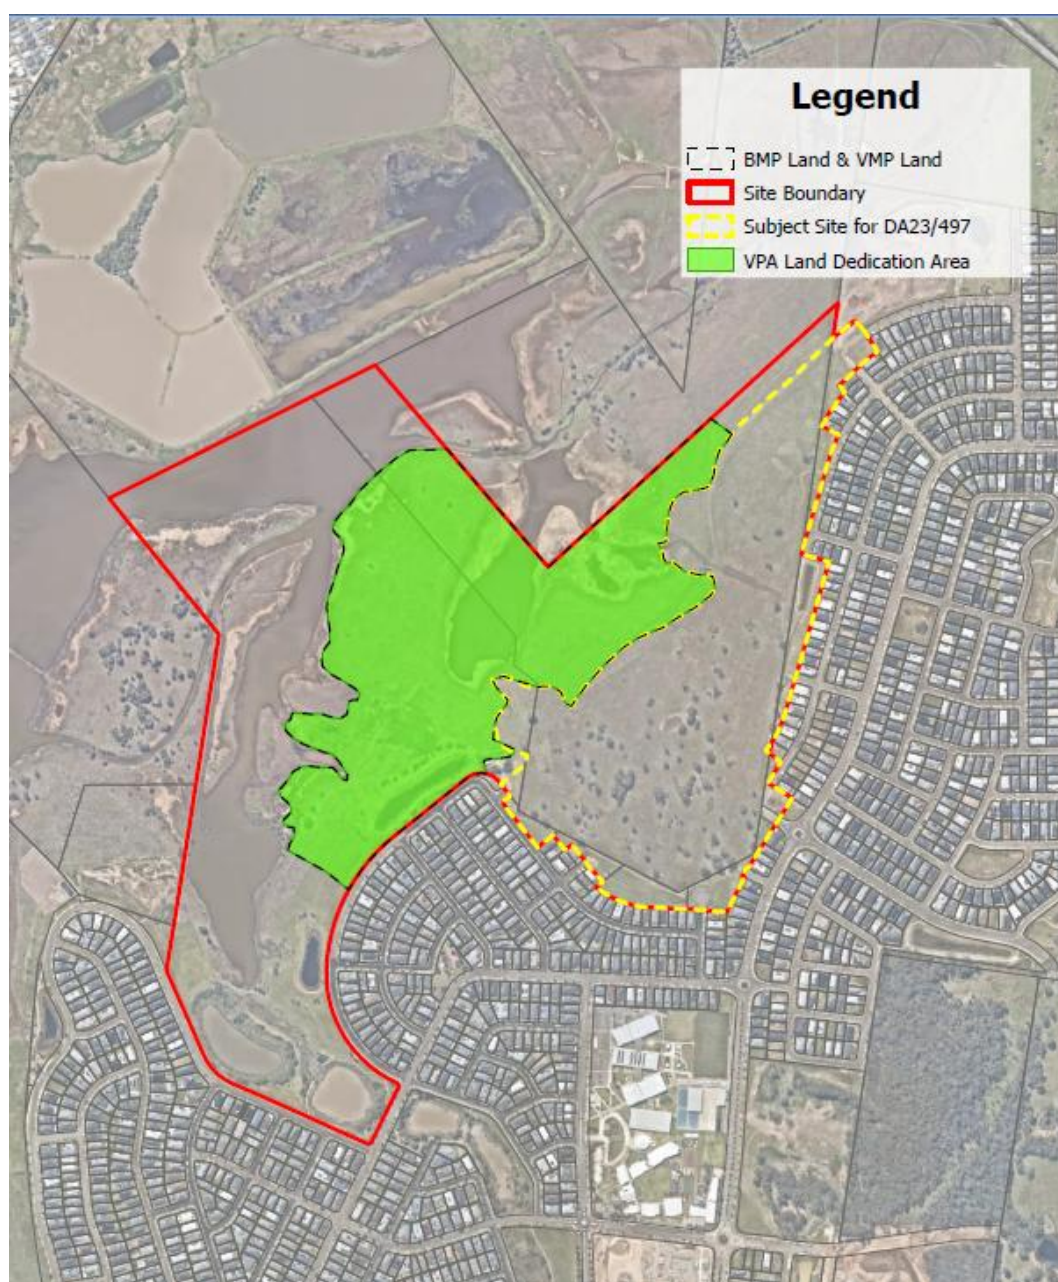 Legend
BMP Land & VMP Land
Site Boundary
Subject Site for DA23/497
VPA Land Dedication Area